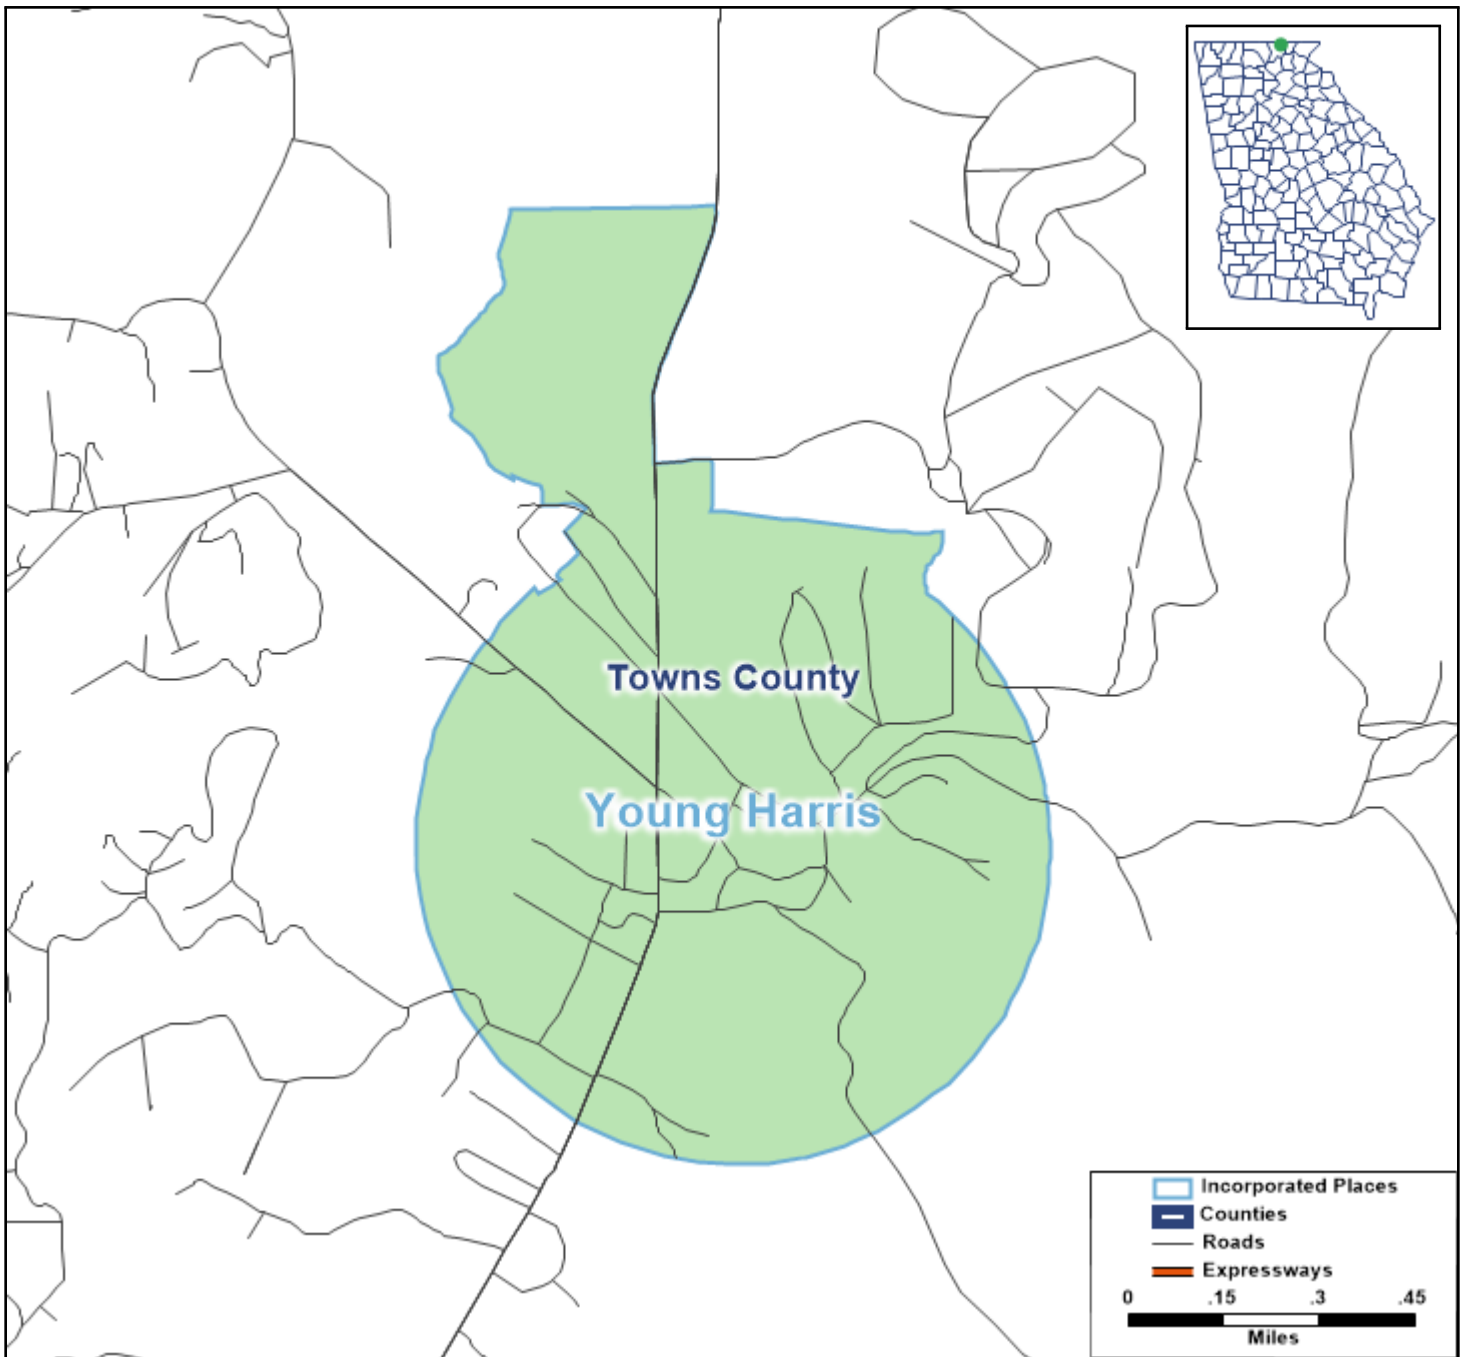 Towns County
Young Harris
Incorporated Places
Counties
Roads
Expressways
0 .15 .3 .45
Miles